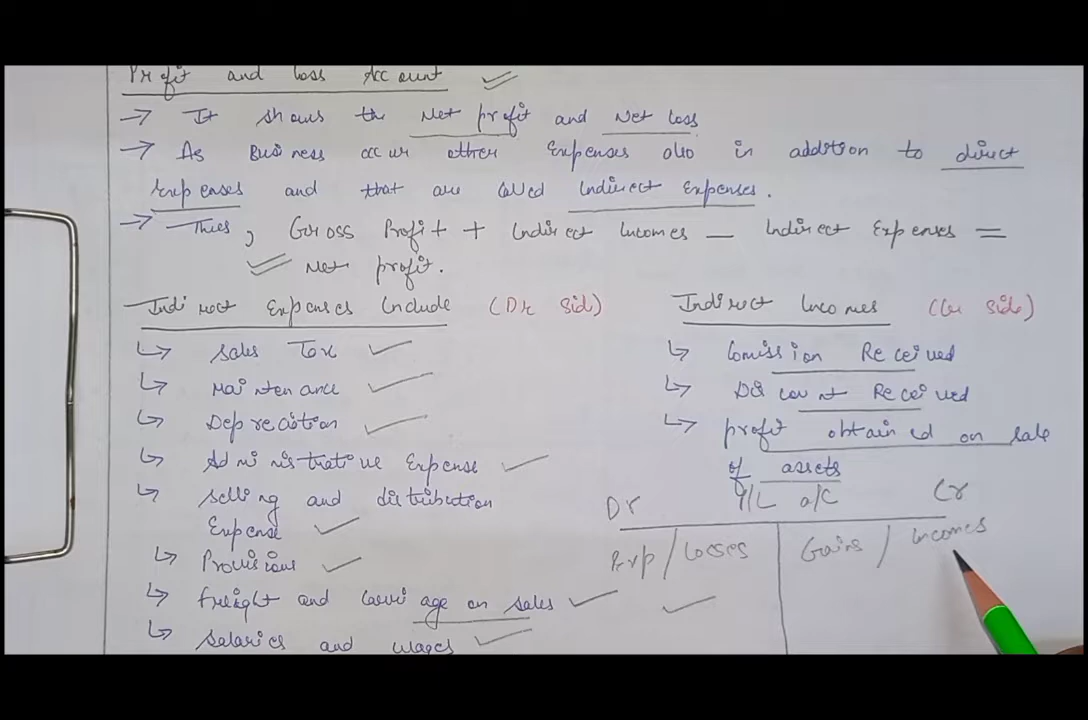 Profit and loss Account
→ It shows the Net profit and Net loss
→ As Business occur other Expenses also in addition to direct
Expenses and that are called Indirect Expenses.
→ Thus, Gross Profit + Indirect Incomes — Indirect Expenses =
Net profit.
Indirect Expenses Include (Dr side)
↳ Sales Tax
↳ Maintenance
↳ Depreciation
↳ Administrative Expense
↳ Selling and distribution
Expense
↳ Provisions
↳ freight and carriage on sales
↳ salaries and wages
Indirect Incomes (Cr side)
↳ Comission Received
↳ Discount Received
↳ profit obtained on sale
of assets
Dr P/L a/c Cr
Exp / Losses Gains / Incomes